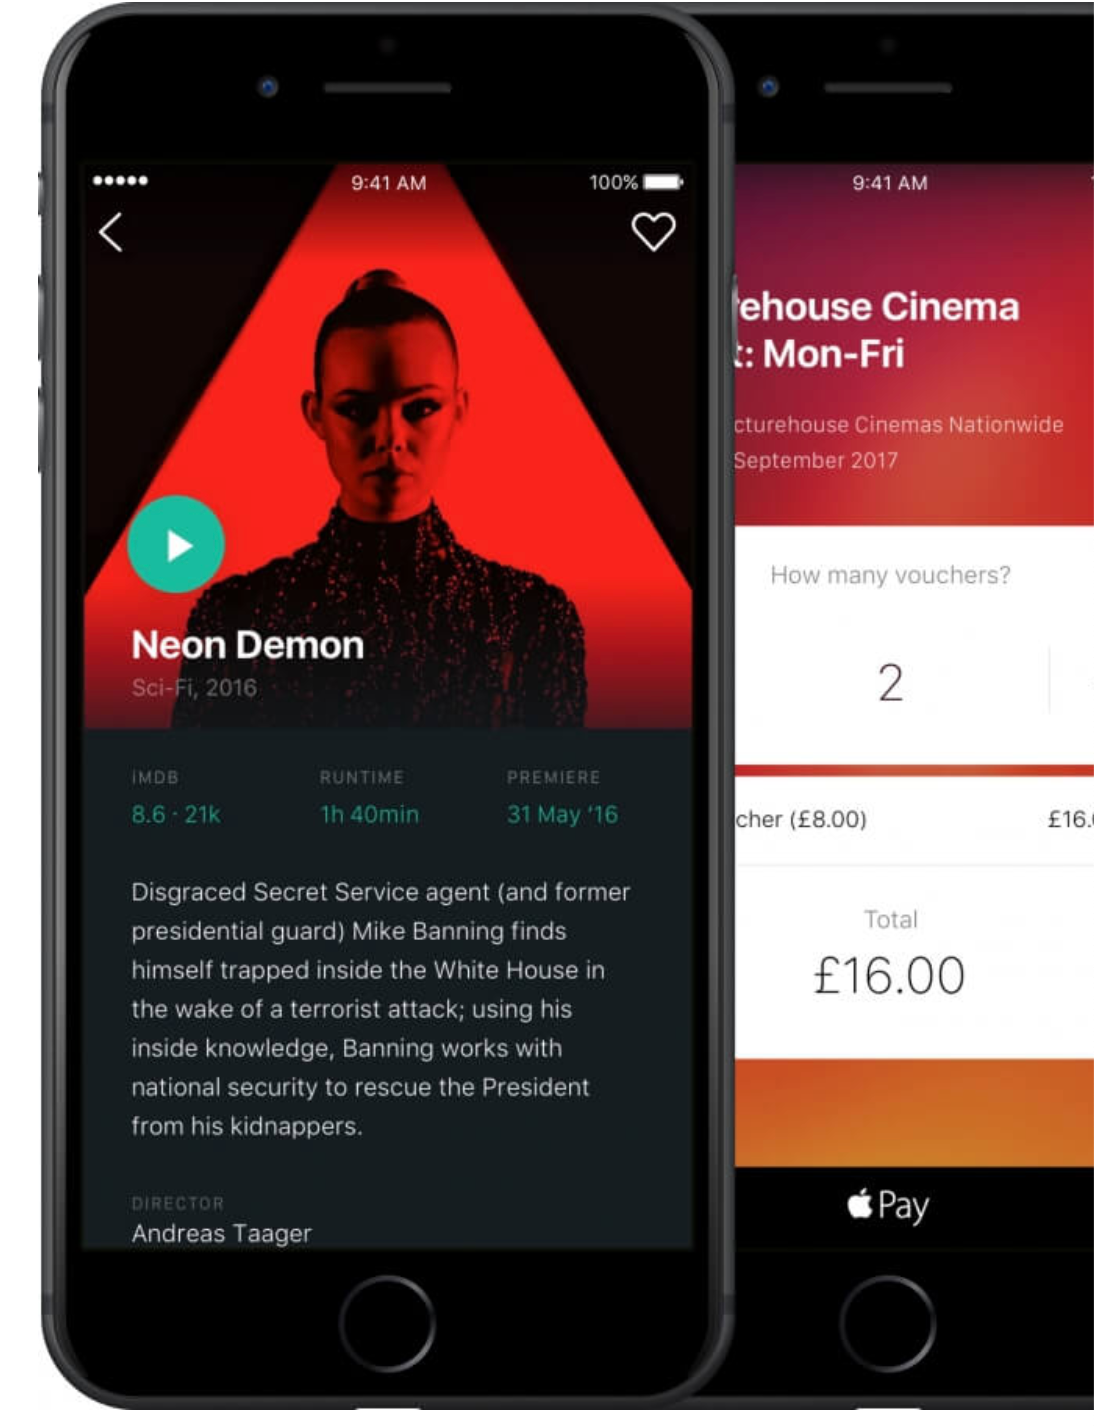 9:41 AM
100%
Neon Demon
Sci-Fi, 2016
iMDB
RUNTIME
PREMIERE
8.6 · 21k
1h 40min
31 May ‘16
Disgraced Secret Service agent (and former
presidential guard) Mike Banning finds
himself trapped inside the White House in
the wake of a terrorist attack; using his
inside knowledge, Banning works with
national security to rescue the President
from his kidnappers.
DIRECTOR
Andreas Taager
9:41 AM
ehouse Cinema
t: Mon-Fri
cturehouse Cinemas Nationwide
September 2017
How many vouchers?
2
cher (£8.00)
£16.
Total
£16.00
Pay